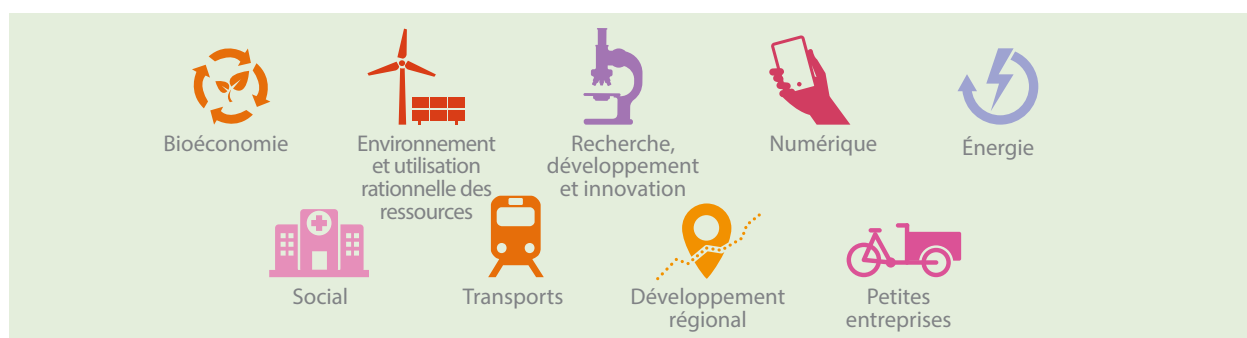 Bioéconomie
Environnement
et utilisation
rationnelle des
ressources
Recherche,
développement
et innovation
Numérique
Énergie
Social
Transports
Développement
régional
Petites
entreprises